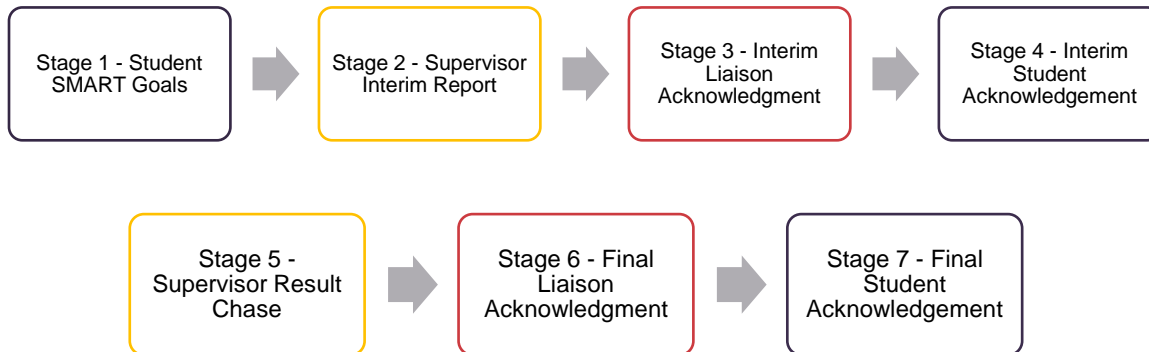 Stage 1 - Student
SMART Goals
Stage 2 - Supervisor
Interim Report
Stage 3 - Interim
Liaison
Acknowledgment
Stage 4 - Interim
Student
Acknowledgement
Stage 5 -
Supervisor Result
Chase
Stage 6 - Final
Liaison
Acknowledgment
Stage 7 - Final
Student
Acknowledgement